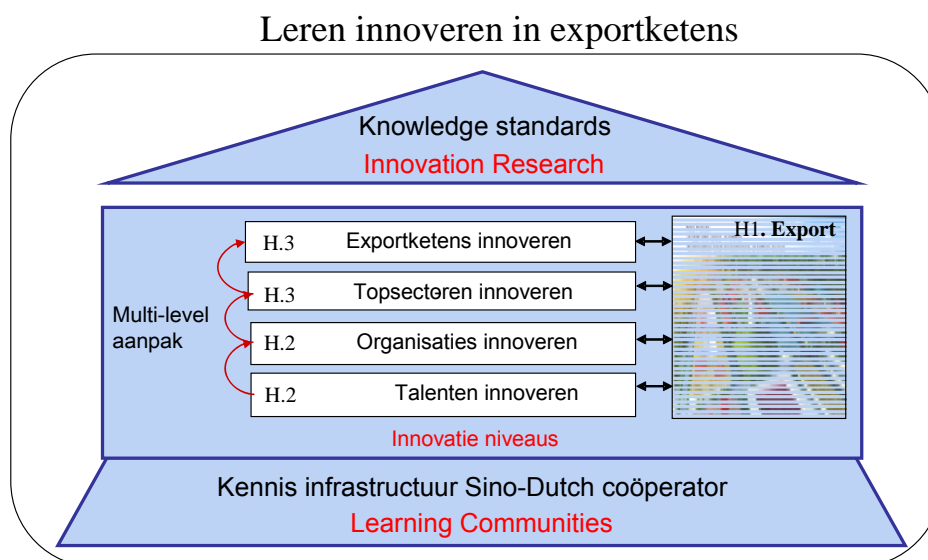 Leren innoveren in exportketens
Knowledge standards
Innovation Research
H1. Export
H.3 Exportketens innoveren
H.3 Topsectoren innoveren
Multi-level
aanpak
H.2 Organisaties innoveren
H.2 Talenten innoveren
Innovatie niveaus
Kennis infrastructuur Sino-Dutch coöperator
Learning Communities